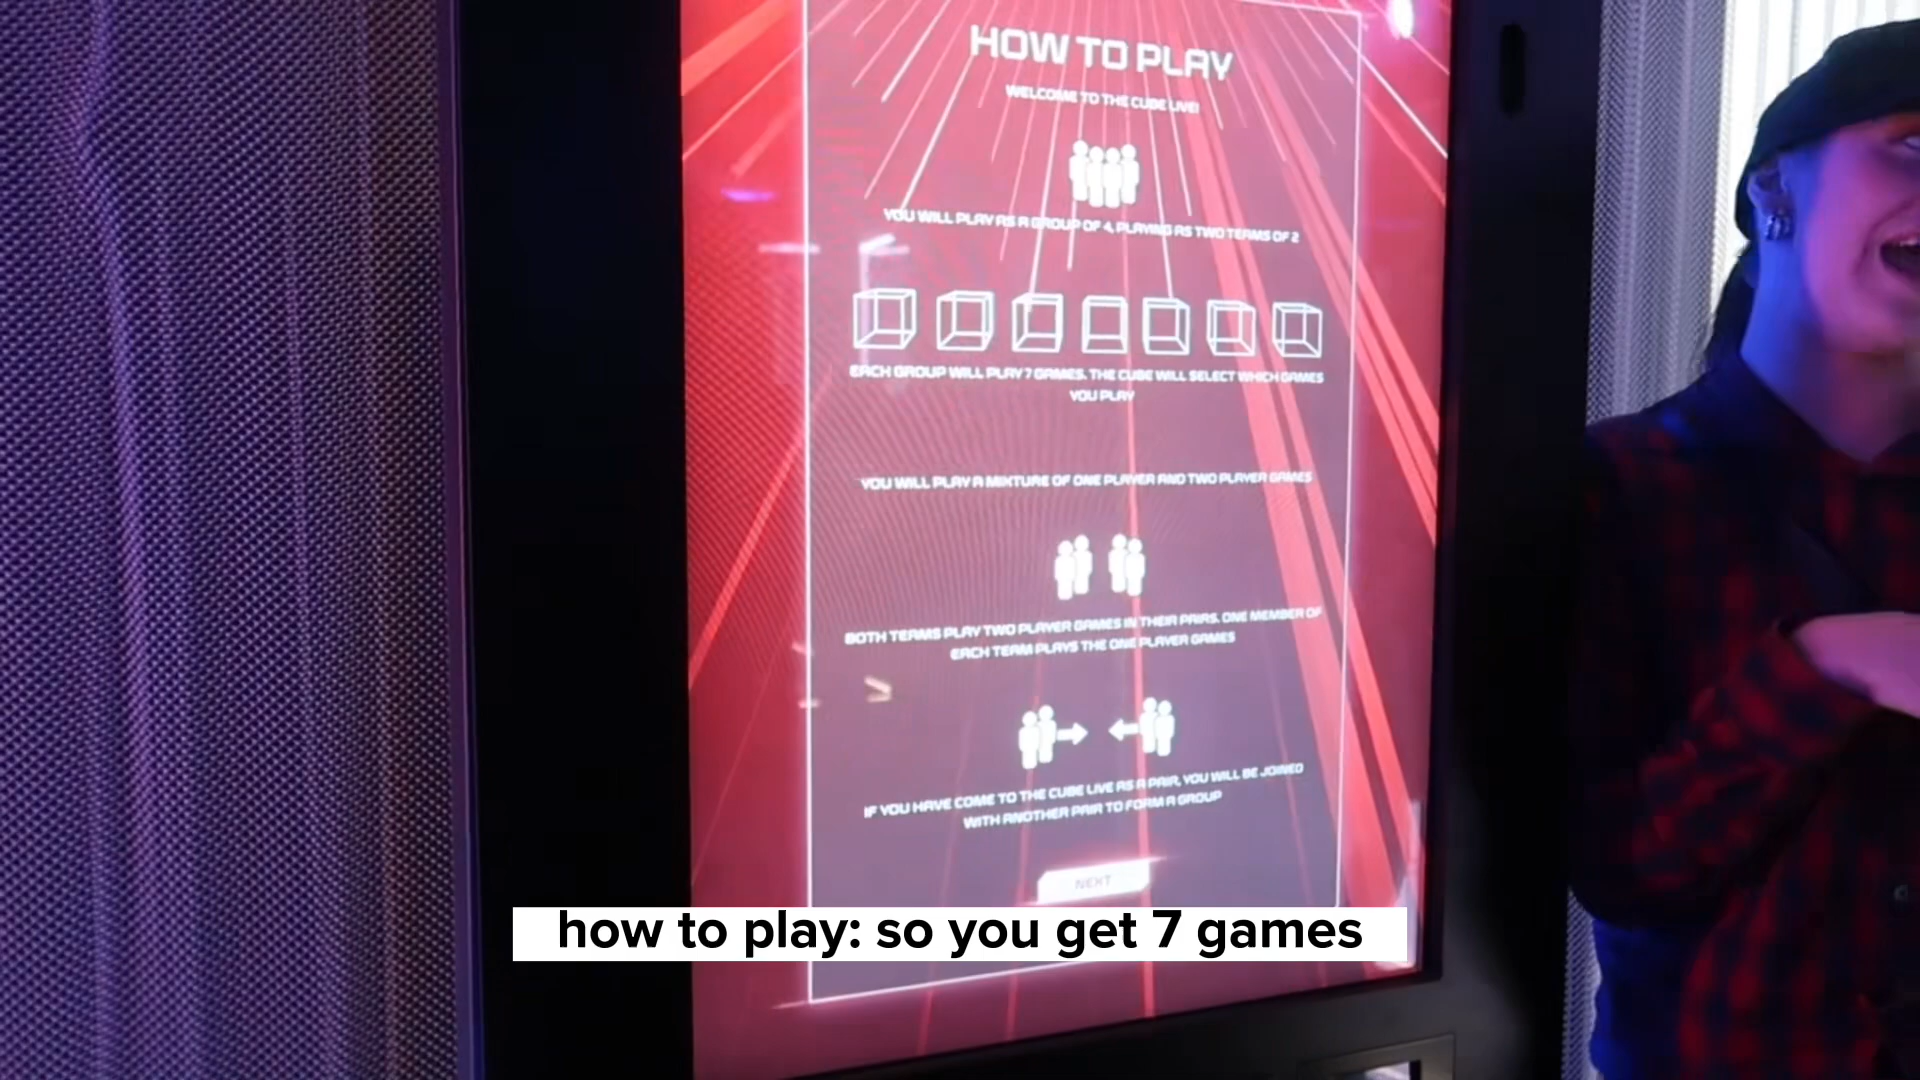 HOW TO PLAY
WELCOME TO THE CUBE LIVE!
YOU WILL PLAY AS A GROUP OF 4, PLAYING AS TWO TEAMS OF 2
EACH GROUP WILL PLAY 7 GAMES. THE CUBE WILL SELECT WHICH GAMES
YOU PLAY
YOU WILL PLAY A MIXTURE OF ONE PLAYER AND TWO PLAYER GAMES
BOTH TEAMS PLAY TWO PLAYER GAMES IN THEIR PAIRS. ONE MEMBER OF
EACH TEAM PLAYS THE ONE PLAYER GAMES
IF YOU HAVE COME TO THE CUBE LIVE AS A PAIR, YOU WILL BE JOINED
WITH ANOTHER PAIR TO FORM A GROUP
NEXT
how to play: so you get 7 games